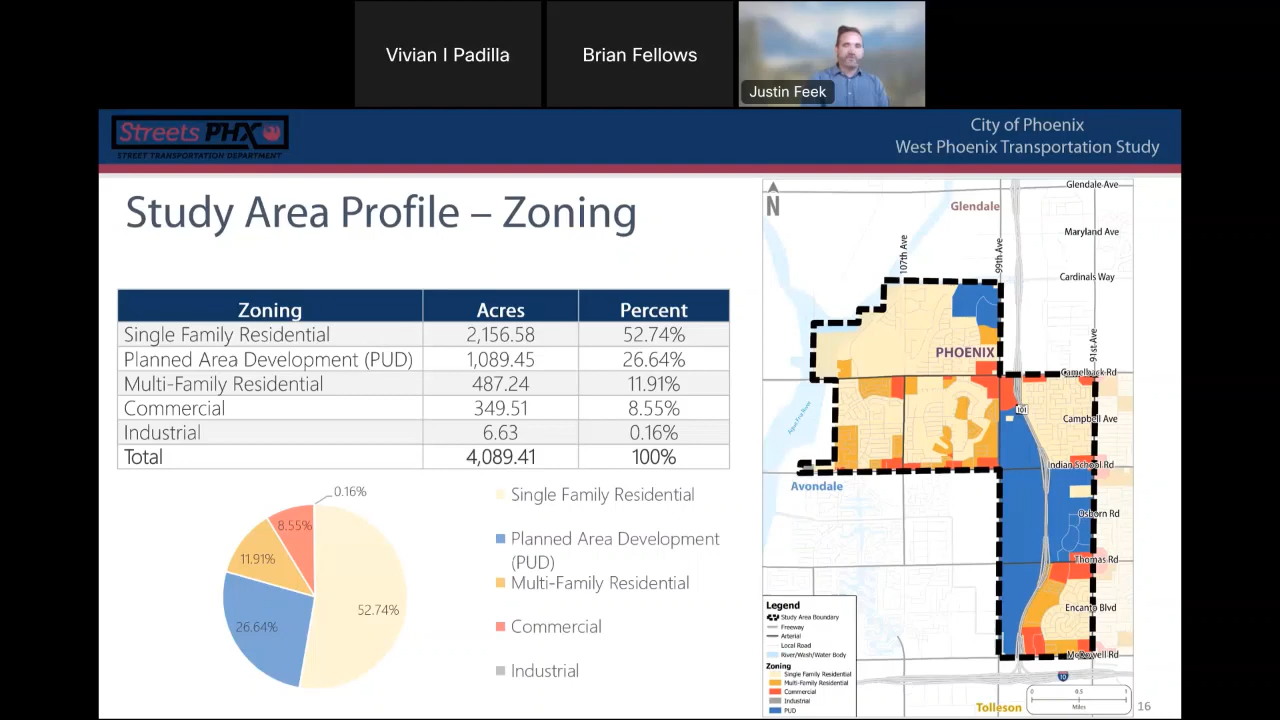 Vivian I Padilla
Brian Fellows
Justin Feek
Streets PHX
STREET TRANSPORTATION DEPARTMENT
City of Phoenix
West Phoenix Transportation Study
Study Area Profile – Zoning
Zoning Acres Percent
Single Family Residential 2,156.58 52.74%
Planned Area Development (PUD) 1,089.45 26.64%
Multi-Family Residential 487.24 11.91%
Commercial 349.51 8.55%
Industrial 6.63 0.16%
Total 4,089.41 100%
0.16%
8.55%
11.91%
26.64%
52.74%
Single Family Residential
Planned Area Development
(PUD)
Multi-Family Residential
Commercial
Industrial
N
Glendale Ave
Glendale
Maryland Ave
107th Ave
99th Ave
Cardinals Way
91st Ave
PHOENIX
Camelback Rd
101
Campbell Ave
Agua Fria River
Indian School Rd
Avondale
Osborn Rd
Thomas Rd
Encanto Blvd
McDowell Rd
10
Legend
Study Area Boundary
Freeway
Arterial
Local Road
River/Wash/Water Body
Zoning
Single Family Residential
Multi-Family Residential
Commercial
Industrial
PUD
Tolleson
0 0.5 1
Miles
16